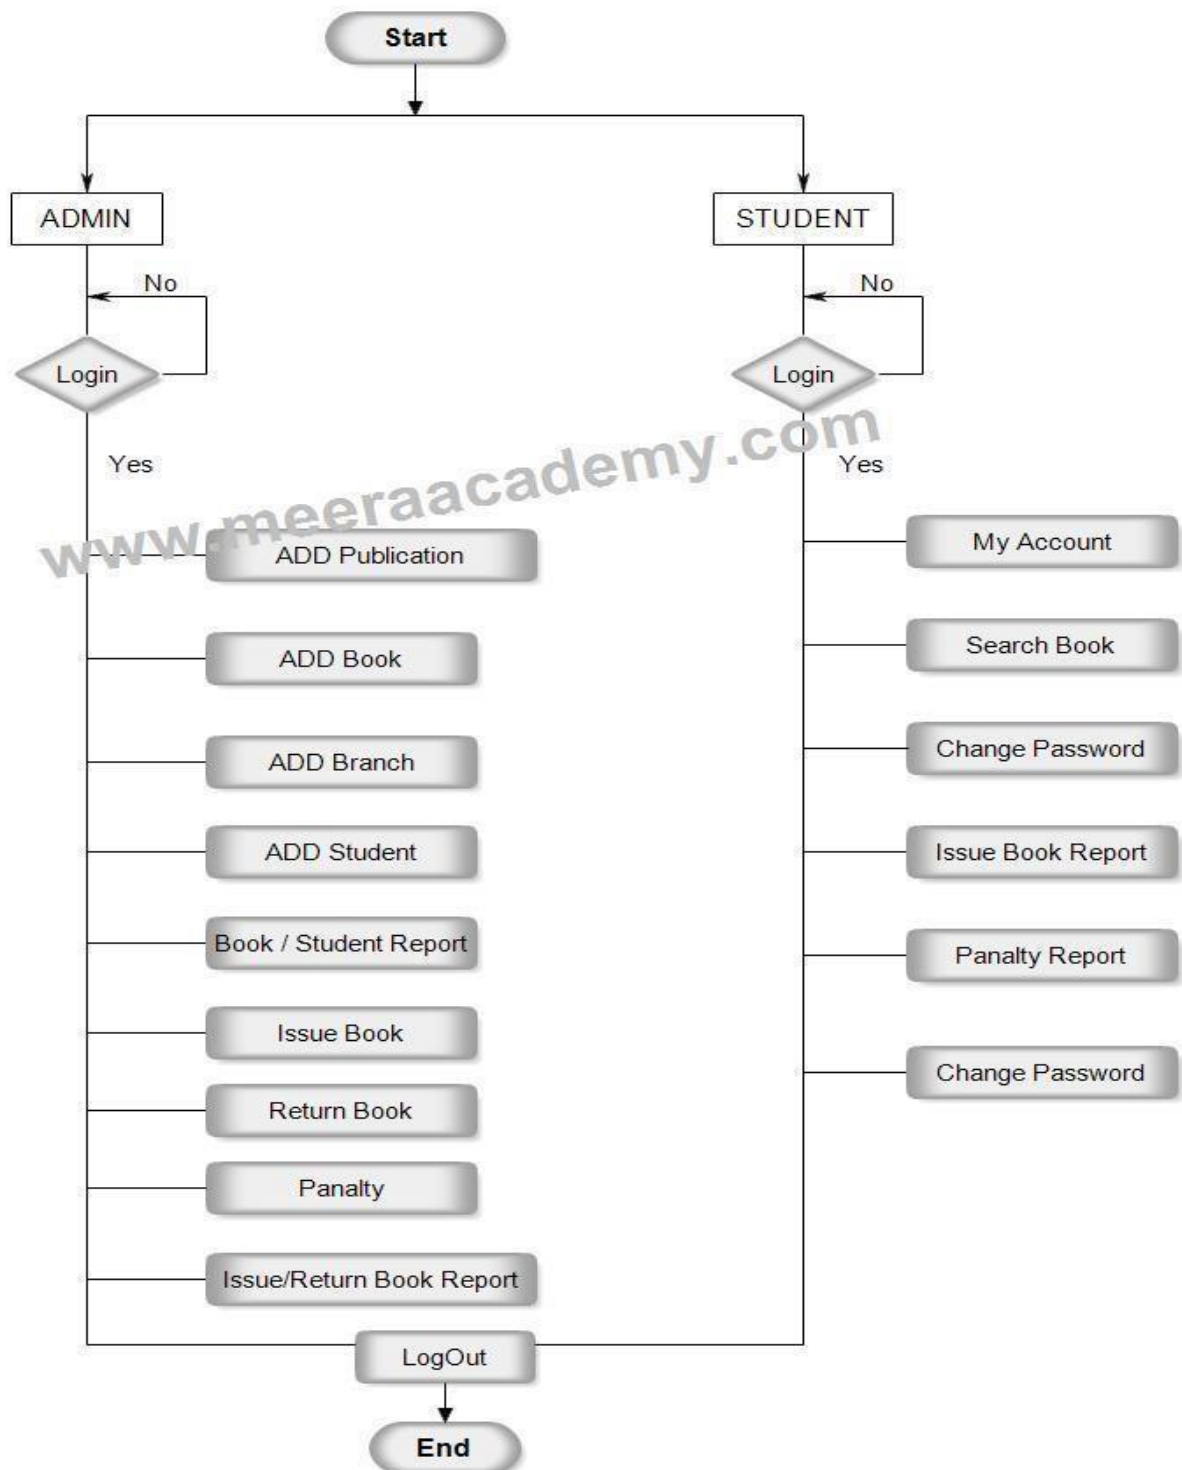 Start
ADMIN
STUDENT
No
No
Login
Login
Yes
Yes
www.meeraacademy.com
ADD Publication
ADD Book
ADD Branch
ADD Student
Book / Student Report
Issue Book
Return Book
Panalty
Issue/Return Book Report
My Account
Search Book
Change Password
Issue Book Report
Panalty Report
Change Password
LogOut
End